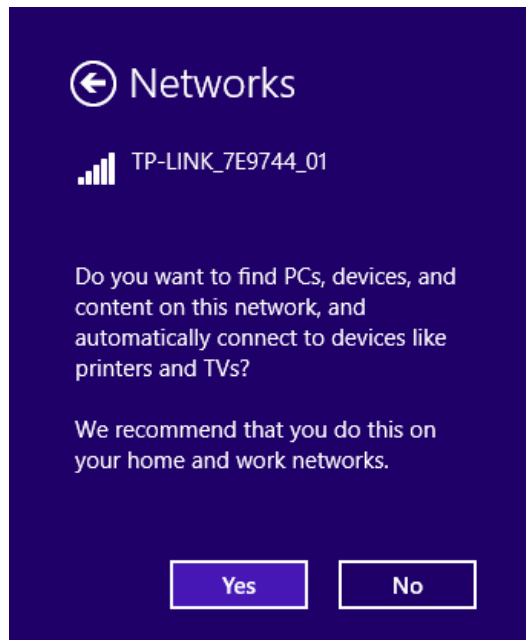 Networks
TP-LINK_7E9744_01
Do you want to find PCs, devices, and
content on this network, and
automatically connect to devices like
printers and TVs?
We recommend that you do this on
your home and work networks.
Yes
No